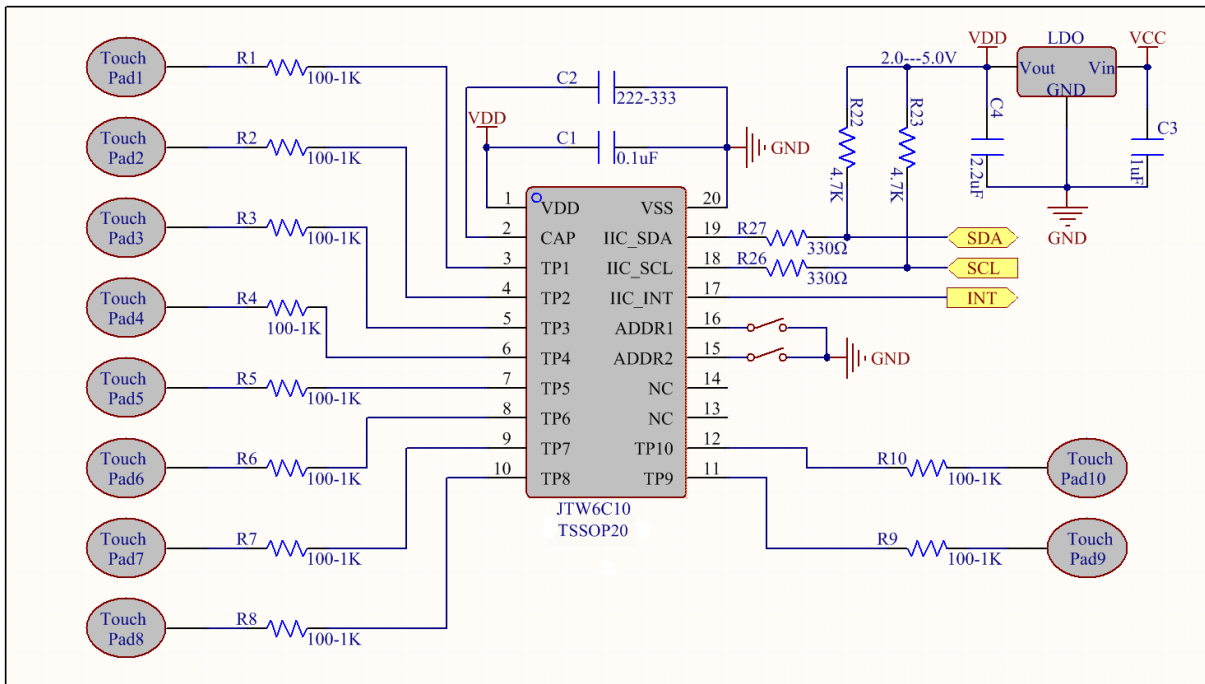 Touch
Pad1
R1
100-1K
Touch
Pad2
R2
100-1K
Touch
Pad3
R3
100-1K
Touch
Pad4
R4
100-1K
Touch
Pad5
R5
100-1K
Touch
Pad6
R6
100-1K
Touch
Pad7
R7
100-1K
Touch
Pad8
R8
100-1K
C2
222-333
VDD
C1
0.1uF
GND
1 VDD VSS 20
2 CAP IIC_SDA 19
3 TP1 IIC_SCL 18
4 TP2 IIC_INT 17
5 TP3 ADDR1 16
6 TP4 ADDR2 15
7 TP5 NC 14
8 TP6 NC 13
9 TP7 TP10 12
10 TP8 TP9 11
JTW6C10
TSSOP20
VDD
LDO
VCC
2.0---5.0V
Vout
Vin
GND
R22
4.7K
R23
4.7K
C4
2.2uF
C3
1uF
GND
R27
330Ω
SDA
R26
330Ω
SCL
INT
GND
R10
100-1K
Touch
Pad10
R9
100-1K
Touch
Pad9